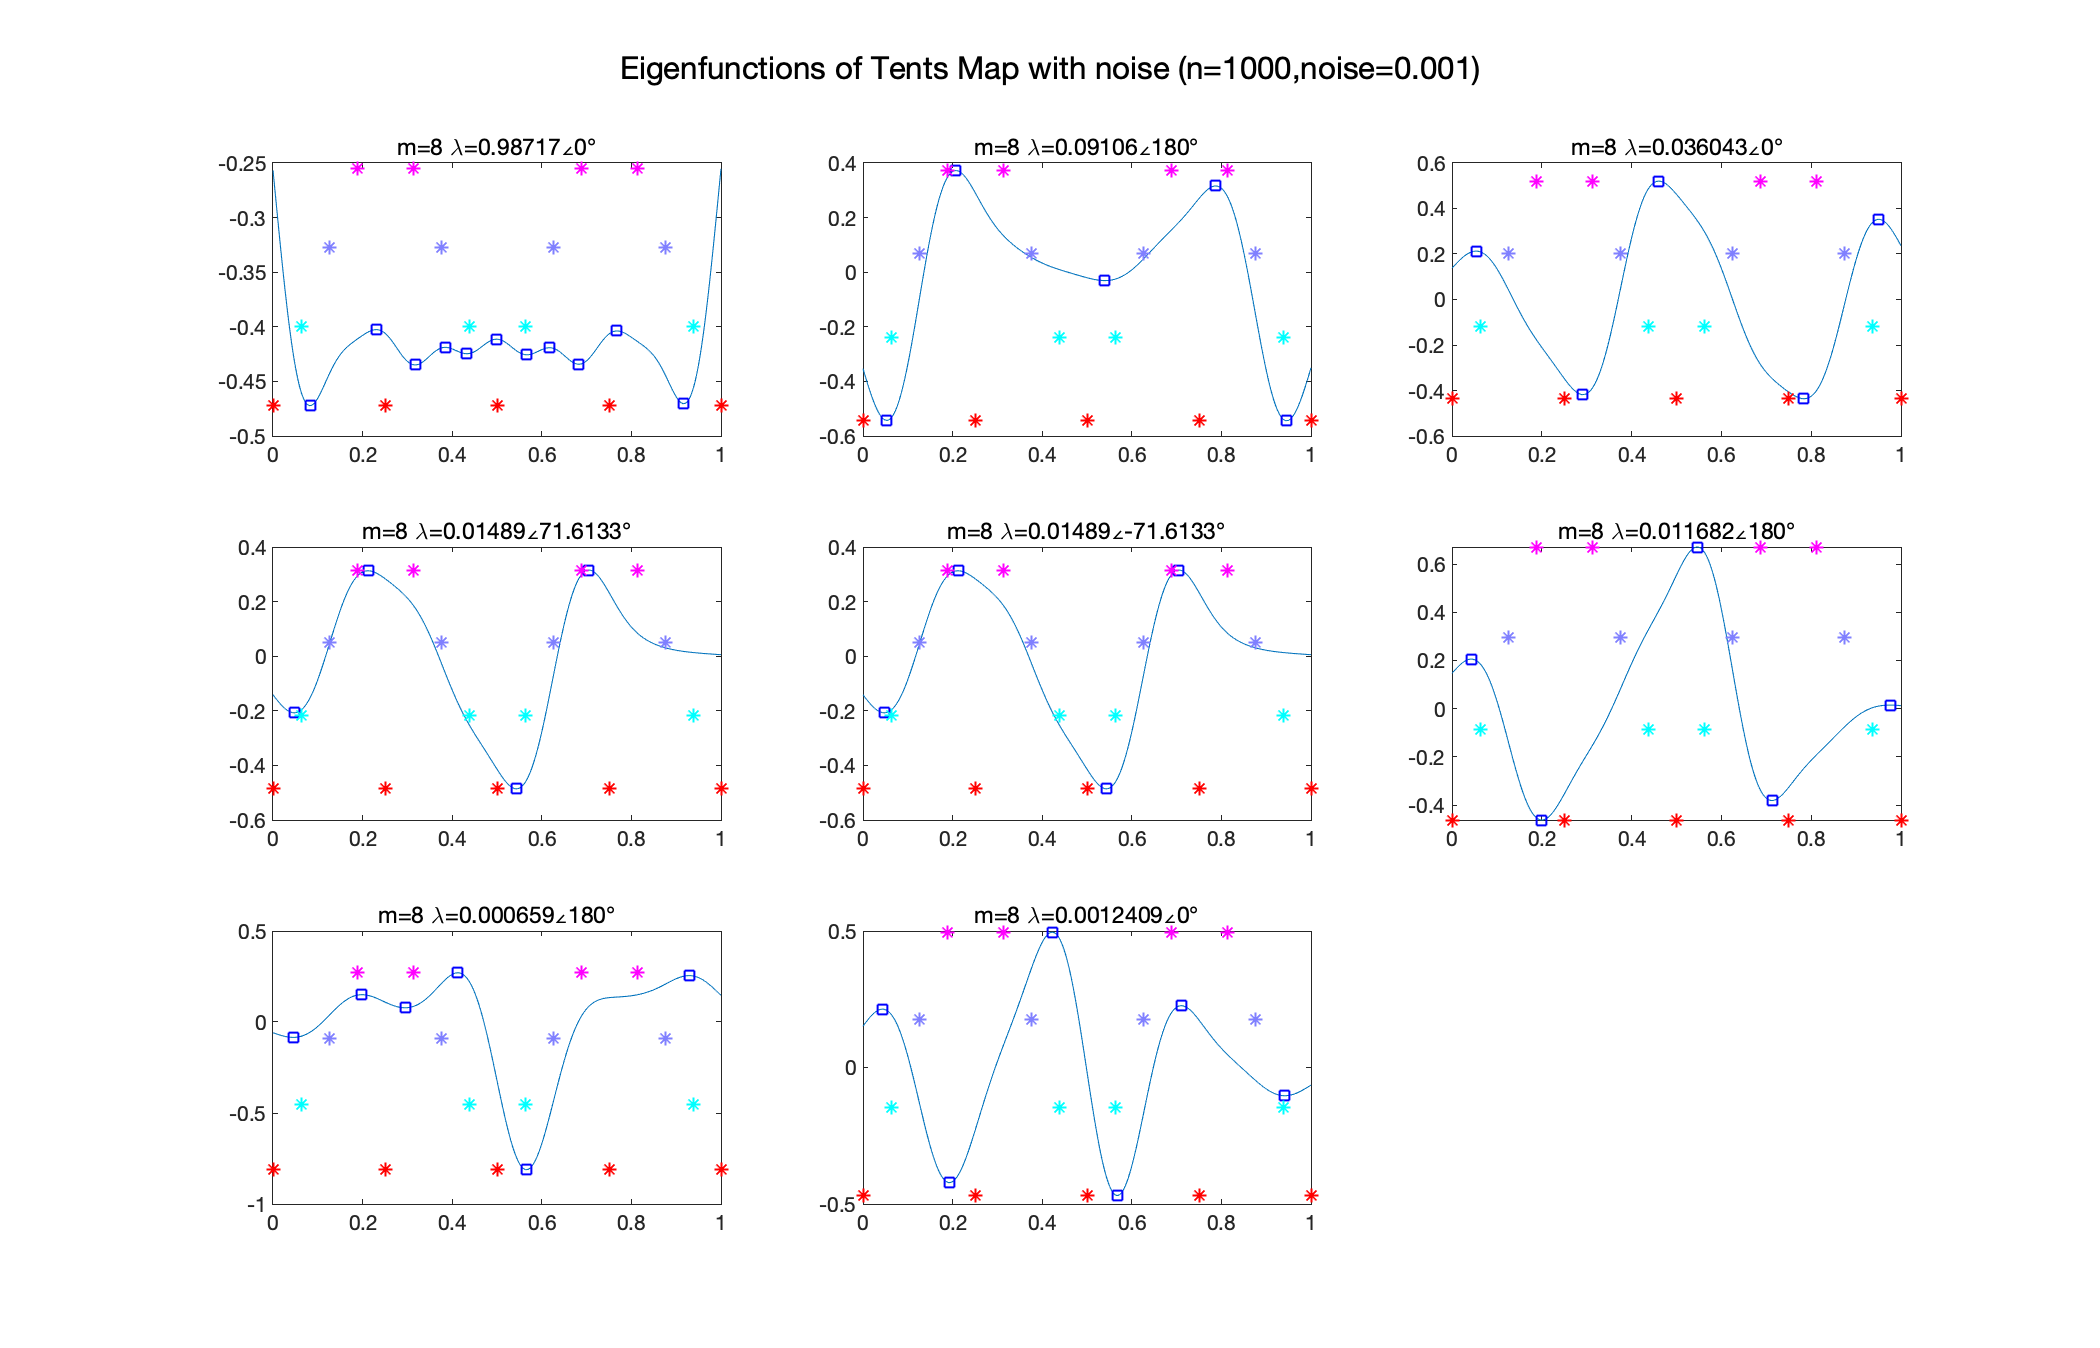 Eigenfunctions of Tents Map with noise (n=1000,noise=0.001)
m=8 λ=0.98717∠0°
-0.25
-0.3
-0.35
-0.4
-0.45
-0.5
0 0.2 0.4 0.6 0.8 1
m=8 λ=0.09106∠180°
0.4
0.2
0
-0.2
-0.4
-0.6
0 0.2 0.4 0.6 0.8 1
m=8 λ=0.036043∠0°
0.6
0.4
0.2
0
-0.2
-0.4
-0.6
0 0.2 0.4 0.6 0.8 1
m=8 λ=0.01489∠71.6133°
0.4
0.2
0
-0.2
-0.4
-0.6
0 0.2 0.4 0.6 0.8 1
m=8 λ=0.01489∠-71.6133°
0.4
0.2
0
-0.2
-0.4
-0.6
0 0.2 0.4 0.6 0.8 1
m=8 λ=0.011682∠180°
0.6
0.4
0.2
0
-0.2
-0.4
0 0.2 0.4 0.6 0.8 1
m=8 λ=0.000659∠180°
0.5
0
-0.5
-1
0 0.2 0.4 0.6 0.8 1
m=8 λ=0.0012409∠0°
0.5
0
-0.5
0 0.2 0.4 0.6 0.8 1